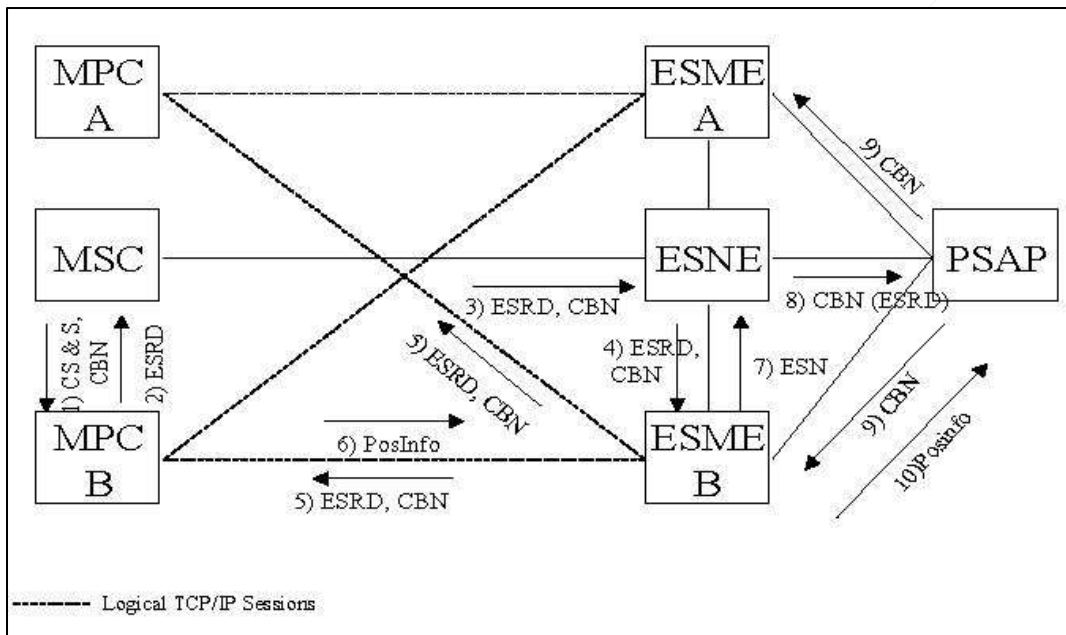 MPC
A
ESME
A
9) CBN
MSC
ESNE
PSAP
3) ESRD, CBN
8) CBN (ESRD)
1) CS & S,
CBN
2) ESRD
5) ESRD, CBN
4) ESRD,
CBN
7) ESN
9) CBN
MPC
B
6) PosInfo
ESME
B
10)Posinfo
5) ESRD, CBN
Logical TCP/IP Sessions